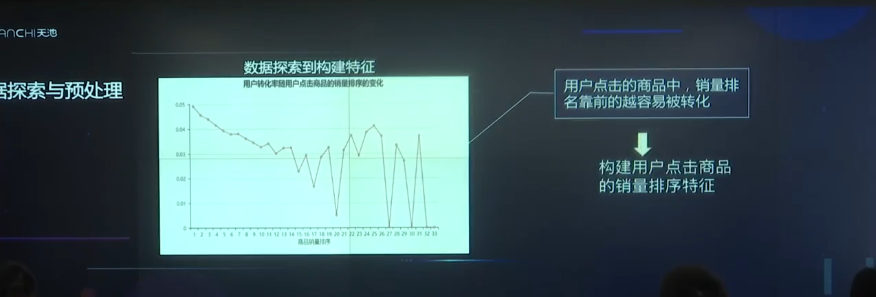 ANCHI天池
据探索与预处理
数据探索到构建特征
用户转化率随用户点击商品的销量排序的变化
0.05
0.04
0.03
0.02
0.01
0
1 2 3 4 5 6 7 8 9 10 11 12 13 14 15 16 17 18 19 20 21 22 23 24 25 26 27 28 29 30 31 32 33
商品销量排序
用户点击的商品中，销量排
名靠前的越容易被转化
构建用户点击商品
的销量排序特征